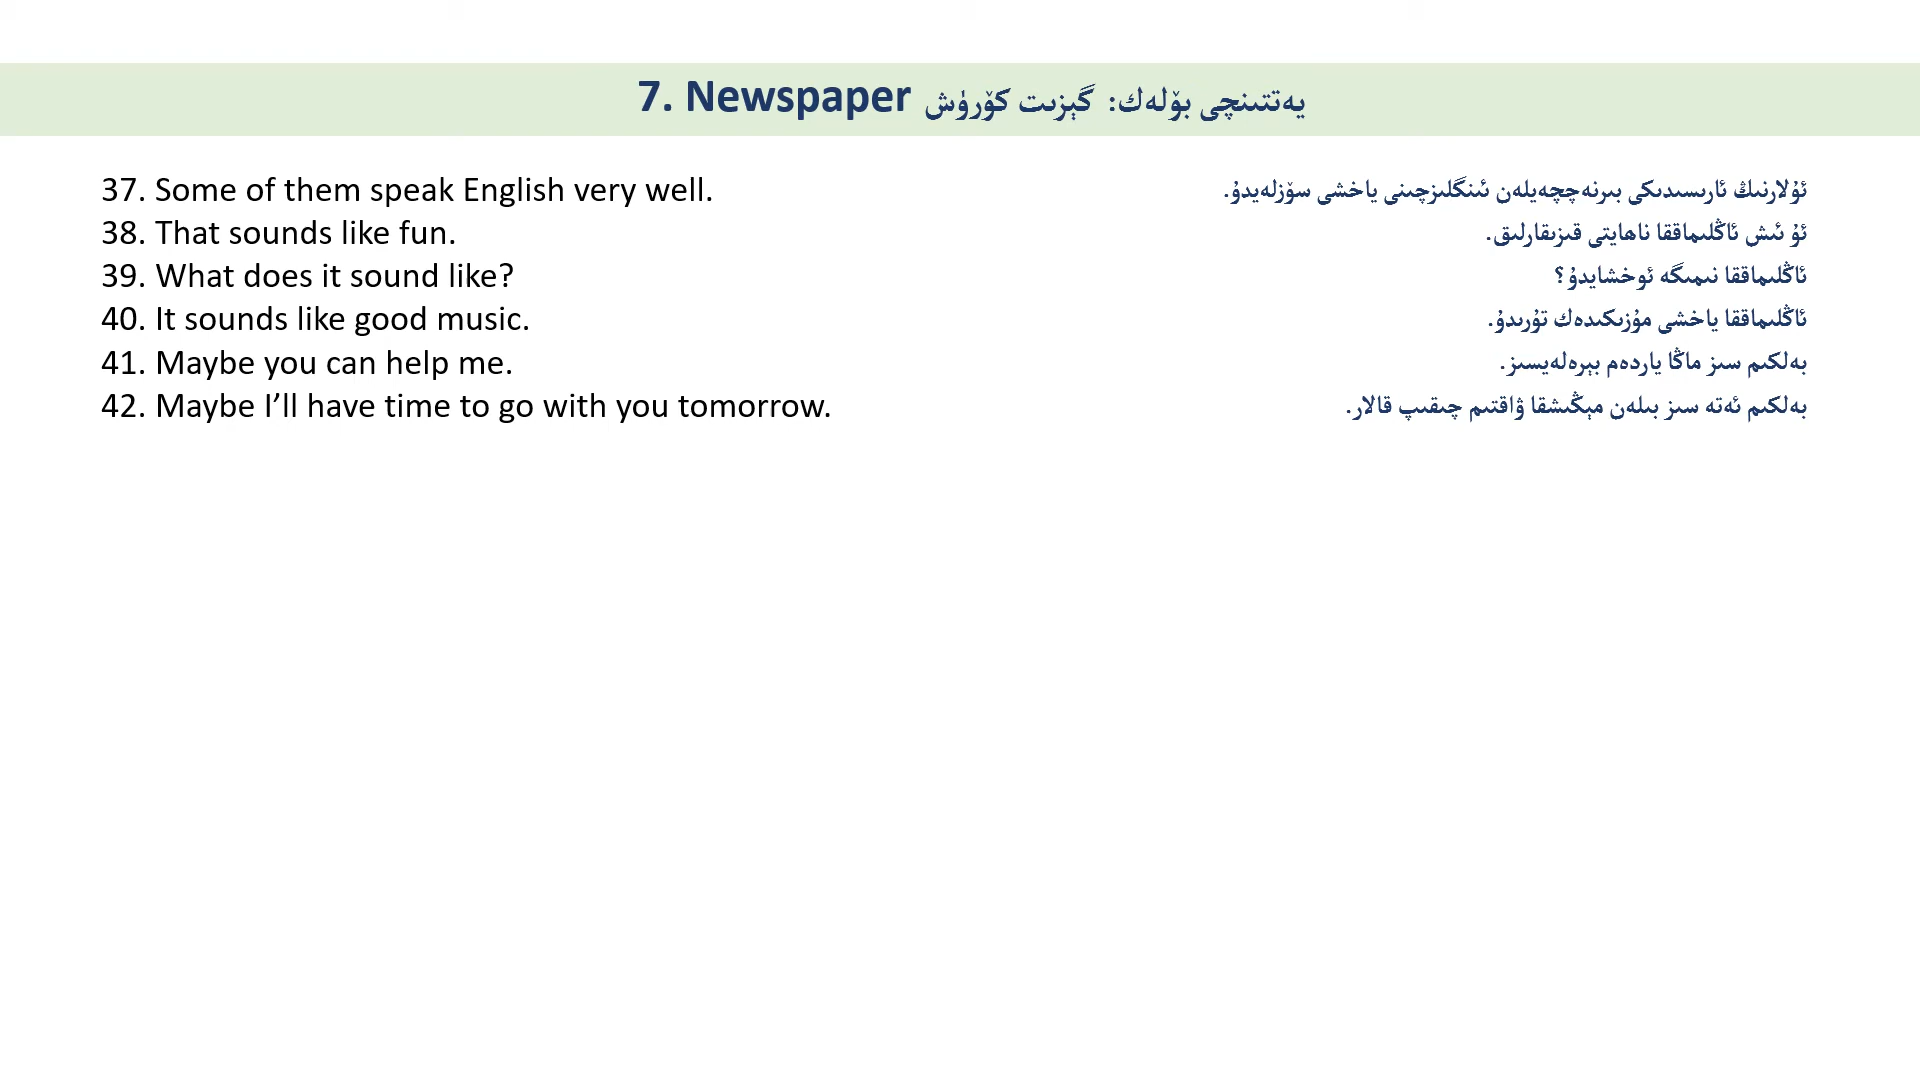 7. Newspaper يەتتىنچى بۆلەك: گېزىت كۆرۈش
37. Some of them speak English very well. ئۇلارنىڭ ئارىسىدىكى بىرنەچچەيلەن ئىنگلىزچىنى ياخشى سۆزلەيدۇ.
38. That sounds like fun. ئۇ ئىش ئاڭلىماققا ناھايتى قىزىقارلىق.
39. What does it sound like? ئاڭلىماققا نىمىگە ئوخشايدۇ؟
40. It sounds like good music. ئاڭلىماققا ياخشى مۇزىكىدەك تۇرىدۇ.
41. Maybe you can help me. بەلكىم سىز ماڭا ياردەم بېرەلەيسىز.
42. Maybe I’ll have time to go with you tomorrow. بەلكىم ئەتە سىز بىلەن مېڭىشقا ۋاقتىم چىقىپ قالار.